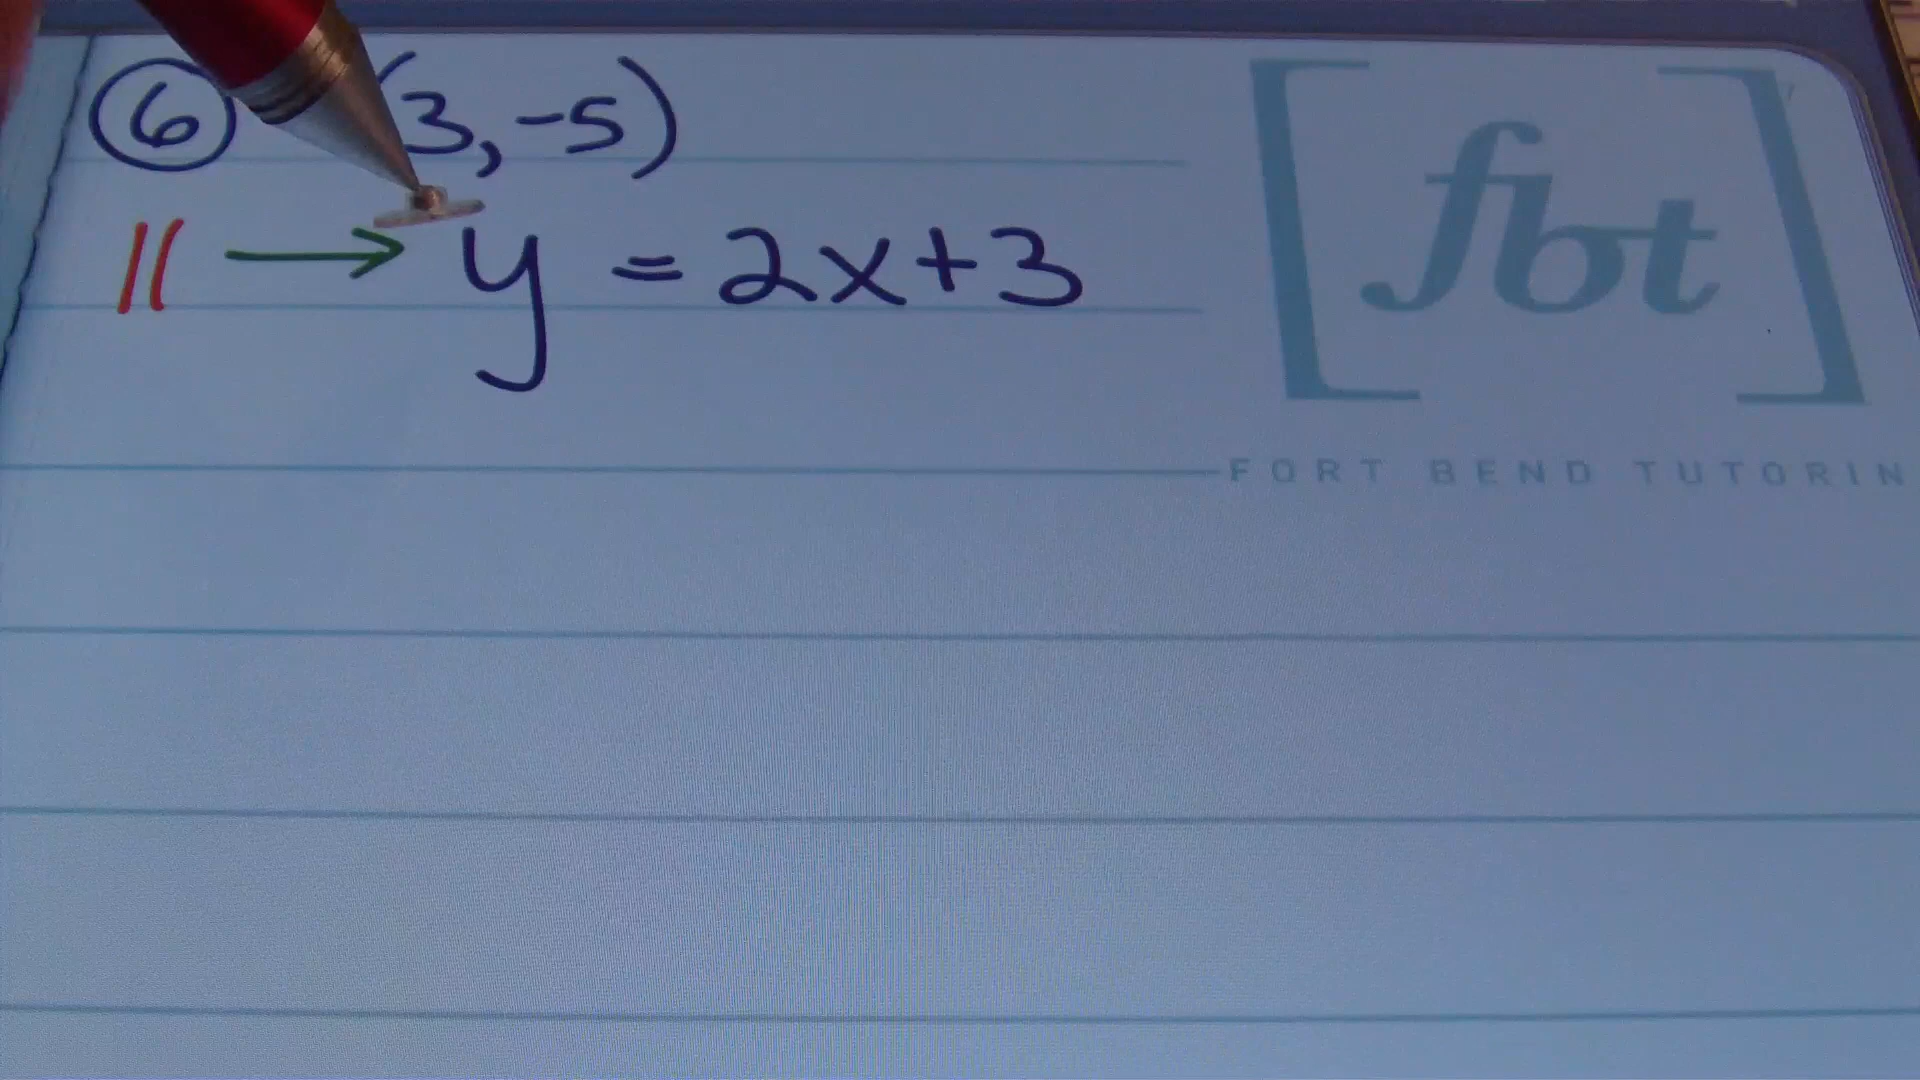 ⑥ (3,-5)
|| → y = 2x+3
fbt
FORT BEND TUTORIN